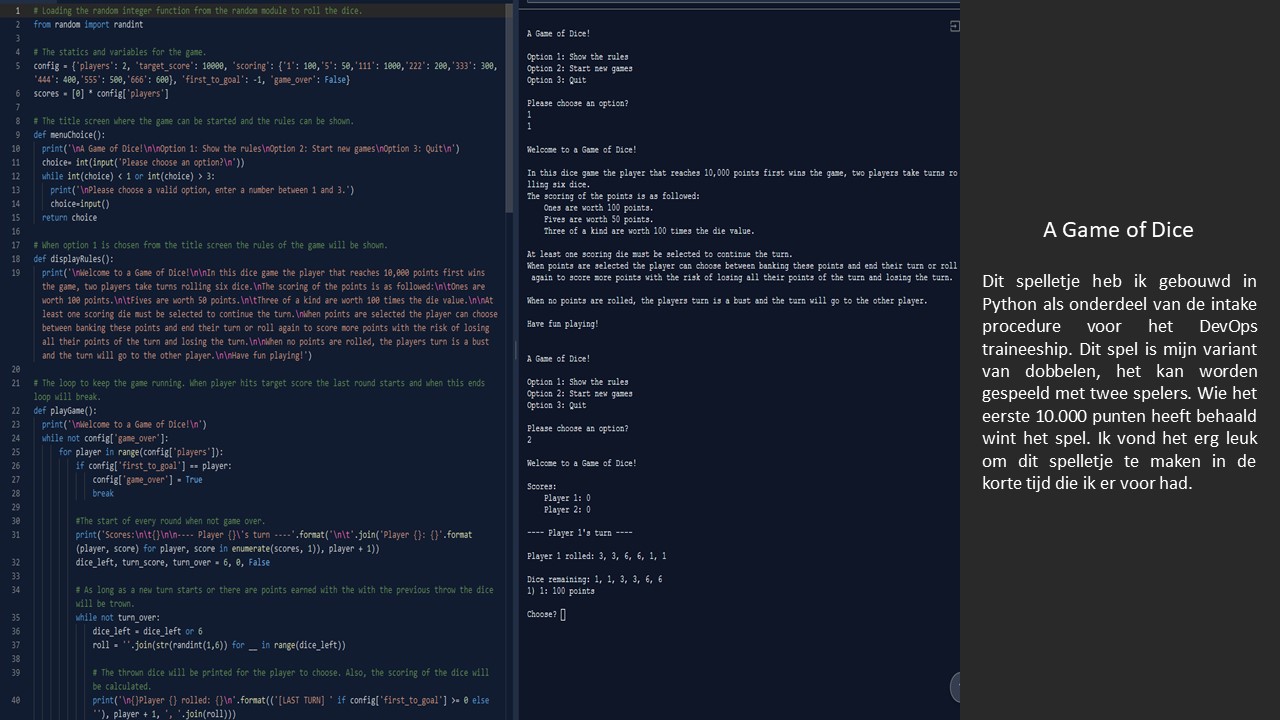 1 # Loading the random integer function from the random module to roll the dice.
2 from random import randint
3
4 # The statics and variables for the game.
5 config = {'players': 2, 'target_score': 10000, 'scoring': {'1': 100,'5': 50,'111': 1000,'222': 200,'333': 300,
'444': 400,'555': 500,'666': 600}, 'first_to_goal': -1, 'game_over': False}
6 scores = [0] * config['players']
7
8 # The title screen where the game can be started and the rules can be shown.
9 def menuChoice():
10 print('\nA Game of Dice!\n\nOption 1: Show the rules\nOption 2: Start new games\nOption 3: Quit\n')
11 choice= int(input('Please choose an option?\n'))
12 while int(choice) < 1 or int(choice) > 3:
13 print('\nPlease choose a valid option, enter a number between 1 and 3.')
14 choice=input()
15 return choice
16
17 # When option 1 is chosen from the title screen the rules of the game will be shown.
18 def displayRules():
19 print('\nWelcome to a Game of Dice!\n\nIn this dice game the player that reaches 10,000 points first wins
the game, two players take turns rolling six dice.\nThe scoring of the points is as followed:\n\tOnes are
worth 100 points.\n\tFives are worth 50 points.\n\tThree of a kind are worth 100 times the die value.\n\nAt
least one scoring die must be selected to continue the turn.\nWhen points are selected the player can choose
between banking these points and end their turn or roll again to score more points with the risk of losing
all their points of the turn and losing the turn.\n\nWhen no points are rolled, the players turn is a bust
and the turn will go to the other player.\n\nHave fun playing!')
20
21 # The loop to keep the game running. When player hits target score the last round starts and when this ends
loop will break.
22 def playGame():
23 print('\nWelcome to a Game of Dice!\n')
24 while not config['game_over']:
25 for player in range(config['players']):
26 if config['first_to_goal'] == player:
27 config['game_over'] = True
28 break
29
30 #The start of every round when not game over.
31 print('Scores:\n\t{}\n\n---- Player {}\'s turn ----'.format('\n\t'.join('Player {}: {}'.format
(player, score) for player, score in enumerate(scores, 1)), player + 1))
32 dice_left, turn_score, turn_over = 6, 0, False
33
34 # As long as a new turn starts or there are points earned with the with the previous throw the dice
will be trown.
35 while not turn_over:
36 dice_left = dice_left or 6
37 roll = ''.join(str(randint(1,6)) for __ in range(dice_left))
38
39 # The thrown dice will be printed for the player to choose. Also, the scoring of the dice will
be calculated.
40 print('\n{}Player {} rolled: {}\n'.format(('[LAST TURN] ' if config['first_to_goal'] >= 0 else
''), player + 1, ', '.join(roll)))
A Game of Dice!
Option 1: Show the rules
Option 2: Start new games
Option 3: Quit
Please choose an option?
1
1
Welcome to a Game of Dice!
In this dice game the player that reaches 10,000 points first wins the game, two players take turns ro
lling six dice.
The scoring of the points is as followed:
Ones are worth 100 points.
Fives are worth 50 points.
Three of a kind are worth 100 times the die value.
At least one scoring die must be selected to continue the turn.
When points are selected the player can choose between banking these points and end their turn or roll
again to score more points with the risk of losing all their points of the turn and losing the turn.
When no points are rolled, the players turn is a bust and the turn will go to the other player.
Have fun playing!
A Game of Dice!
Option 1: Show the rules
Option 2: Start new games
Option 3: Quit
Please choose an option?
2
Welcome to a Game of Dice!
Scores:
Player 1: 0
Player 2: 0
---- Player 1's turn ----
Player 1 rolled: 3, 3, 6, 6, 1, 1
Dice remaining: 1, 1, 3, 3, 6, 6
1) 1: 100 points
Choose?
A Game of Dice
Dit spelletje heb ik gebouwd in
Python als onderdeel van de intake
procedure voor het DevOps
traineeship. Dit spel is mijn variant
van dobbelen, het kan worden
gespeeld met twee spelers. Wie het
eerste 10.000 punten heeft behaald
wint het spel. Ik vond het erg leuk
om dit spelletje te maken in de
korte tijd die ik er voor had.